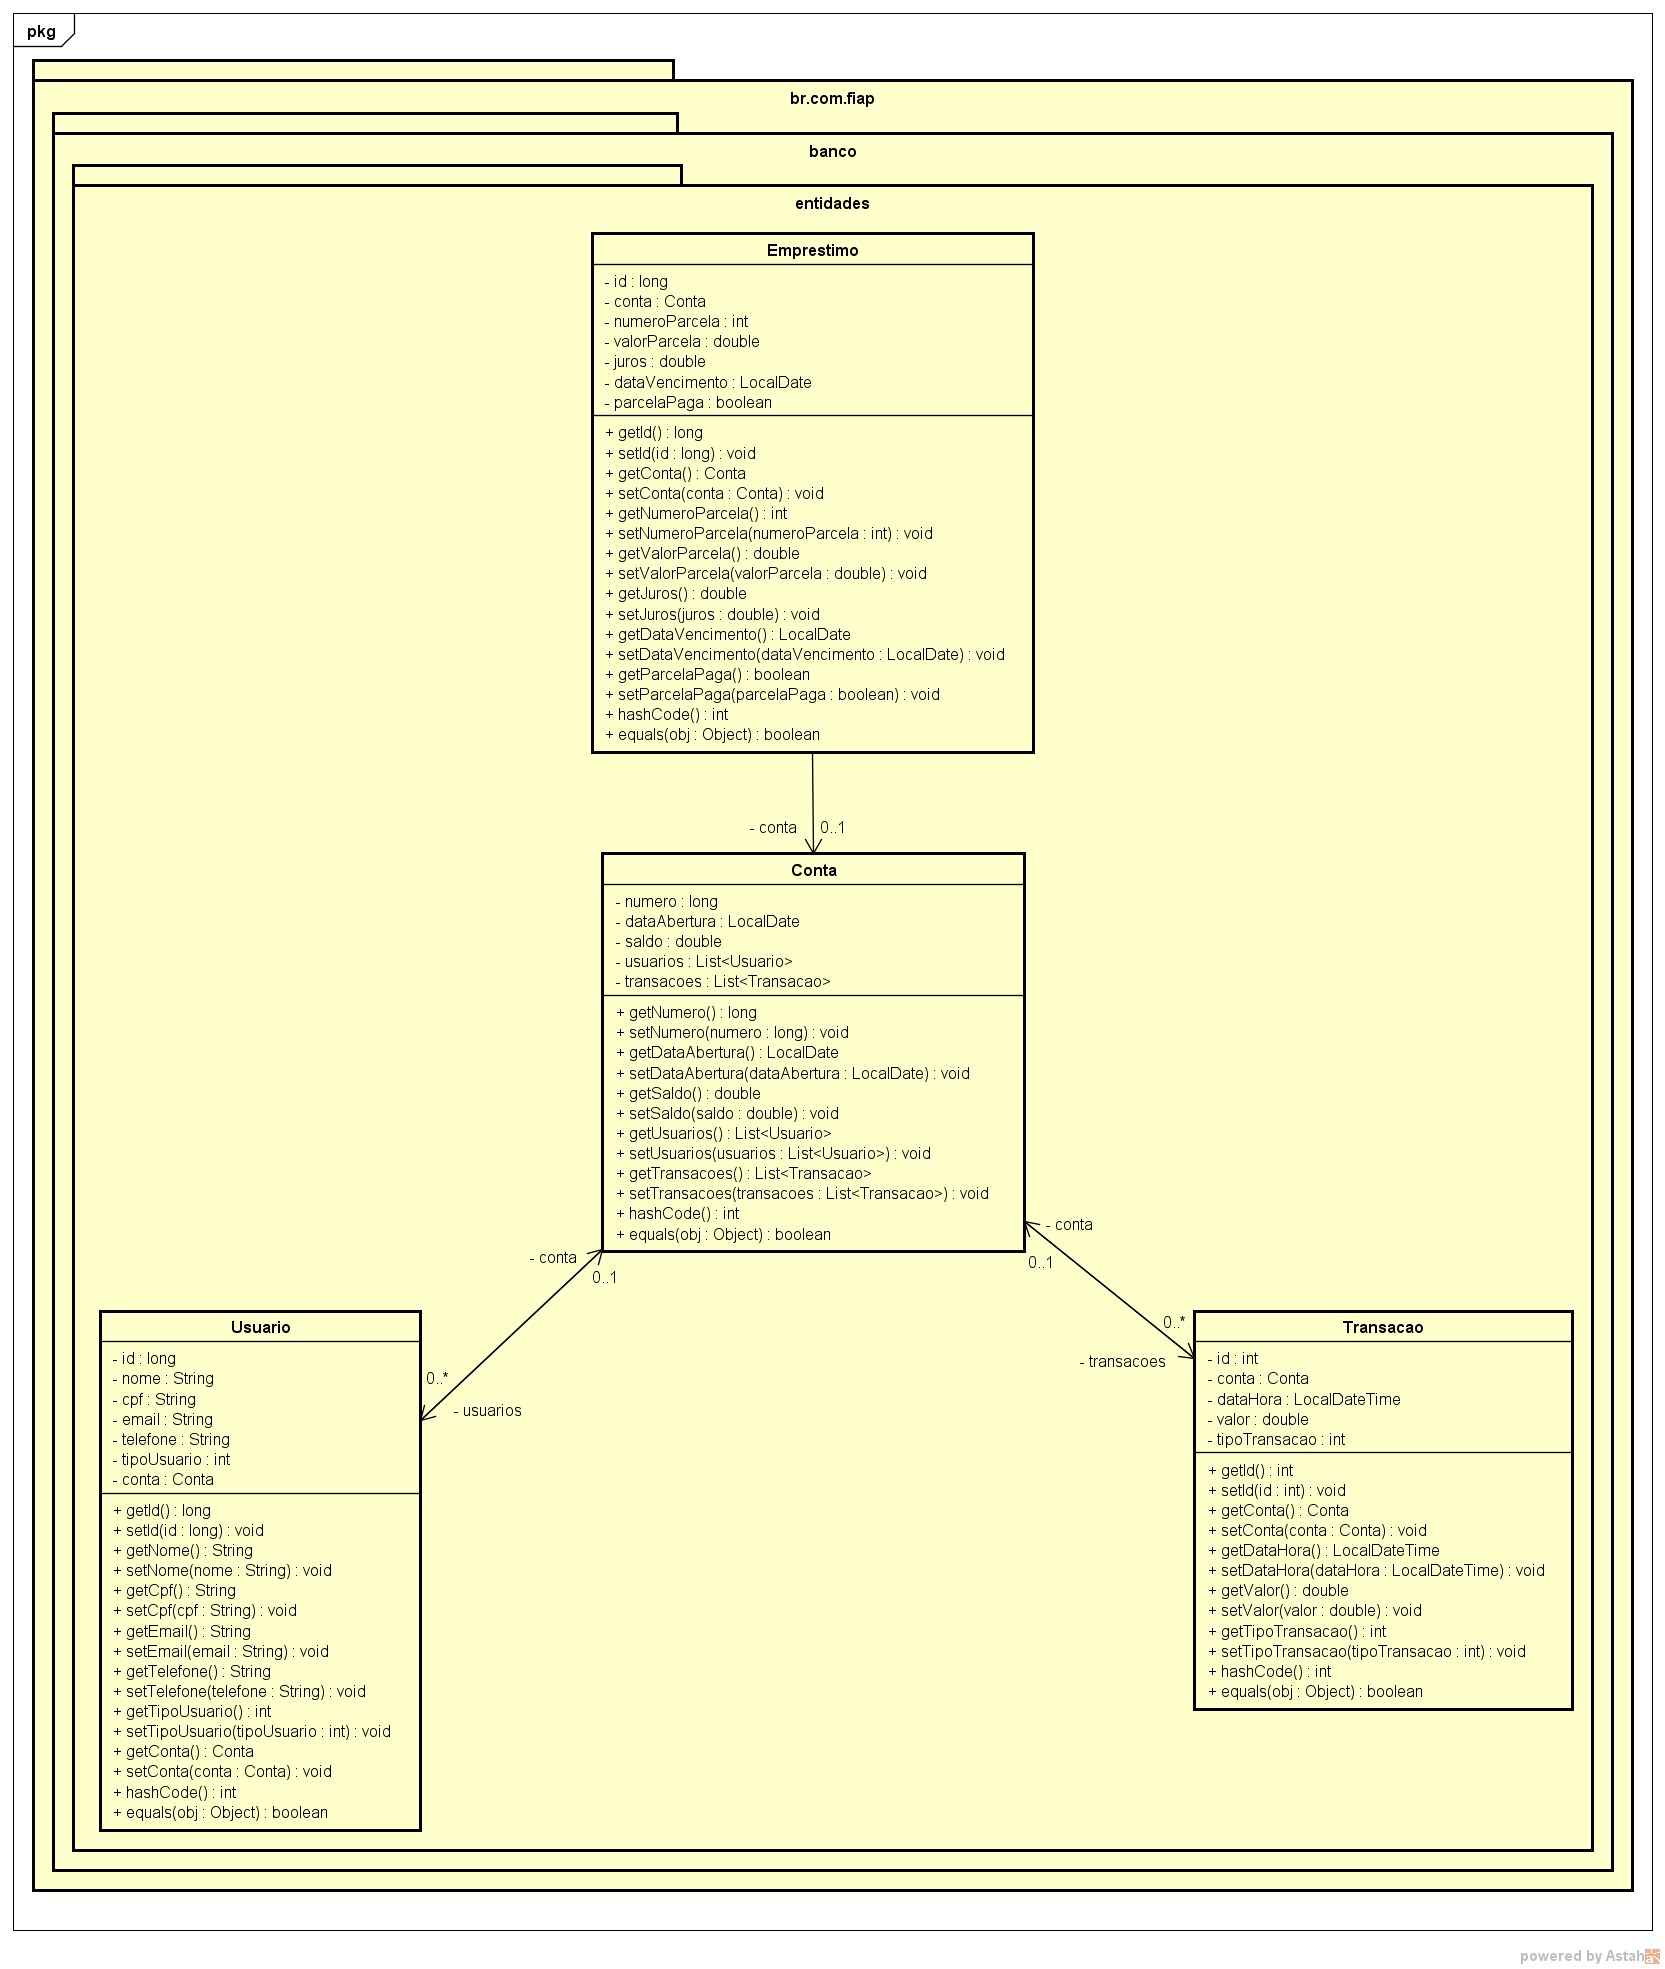 pkg
br.com.fiap
banco
entidades
Emprestimo
- id : long
- conta : Conta
- numeroParcela : int
- valorParcela : double
- juros : double
- dataVencimento : LocalDate
- parcelaPaga : boolean
+ getId() : long
+ setId(id : long) : void
+ getConta() : Conta
+ setConta(conta : Conta) : void
+ getNumeroParcela() : int
+ setNumeroParcela(numeroParcela : int) : void
+ getValorParcela() : double
+ setValorParcela(valorParcela : double) : void
+ getJuros() : double
+ setJuros(juros : double) : void
+ getDataVencimento() : LocalDate
+ setDataVencimento(dataVencimento : LocalDate) : void
+ getParcelaPaga() : boolean
+ setParcelaPaga(parcelaPaga : boolean) : void
+ hashCode() : int
+ equals(obj : Object) : boolean
- conta 0..1
Conta
- numero : long
- dataAbertura : LocalDate
- saldo : double
- usuarios : List<Usuario>
- transacoes : List<Transacao>
+ getNumero() : long
+ setNumero(numero : long) : void
+ getDataAbertura() : LocalDate
+ setDataAbertura(dataAbertura : LocalDate) : void
+ getSaldo() : double
+ setSaldo(saldo : double) : void
+ getUsuarios() : List<Usuario>
+ setUsuarios(usuarios : List<Usuario>) : void
+ getTransacoes() : List<Transacao>
+ setTransacoes(transacoes : List<Transacao>) : void
+ hashCode() : int
+ equals(obj : Object) : boolean
- conta
0..1
0..*
- usuarios
- conta
0..1
0..*
- transacoes
Usuario
- id : long
- nome : String
- cpf : String
- email : String
- telefone : String
- tipoUsuario : int
- conta : Conta
+ getId() : long
+ setId(id : long) : void
+ getNome() : String
+ setNome(nome : String) : void
+ getCpf() : String
+ setCpf(cpf : String) : void
+ getEmail() : String
+ setEmail(email : String) : void
+ getTelefone() : String
+ setTelefone(telefone : String) : void
+ getTipoUsuario() : int
+ setTipoUsuario(tipoUsuario : int) : void
+ getConta() : Conta
+ setConta(conta : Conta) : void
+ hashCode() : int
+ equals(obj : Object) : boolean
Transacao
- id : int
- conta : Conta
- dataHora : LocalDateTime
- valor : double
- tipoTransacao : int
+ getId() : int
+ setId(id : int) : void
+ getConta() : Conta
+ setConta(conta : Conta) : void
+ getDataHora() : LocalDateTime
+ setDataHora(dataHora : LocalDateTime) : void
+ getValor() : double
+ setValor(valor : double) : void
+ getTipoTransacao() : int
+ setTipoTransacao(tipoTransacao : int) : void
+ hashCode() : int
+ equals(obj : Object) : boolean
powered by Astah